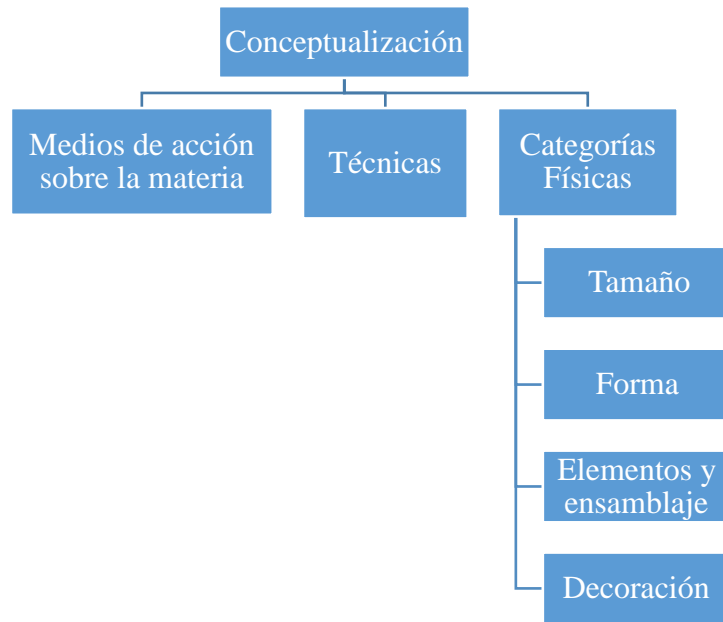 Conceptualización
Medios de acción
sobre la materia
Técnicas
Categorías
Físicas
Tamaño
Forma
Elementos y
ensamblaje
Decoración